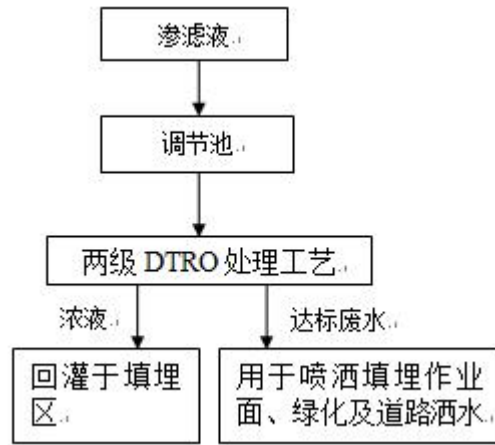 渗滤液
调节池
两级 DTRO 处理工艺
浓液
达标废水
回灌于填埋
区
用于喷洒填埋作业
面、绿化及道路洒水